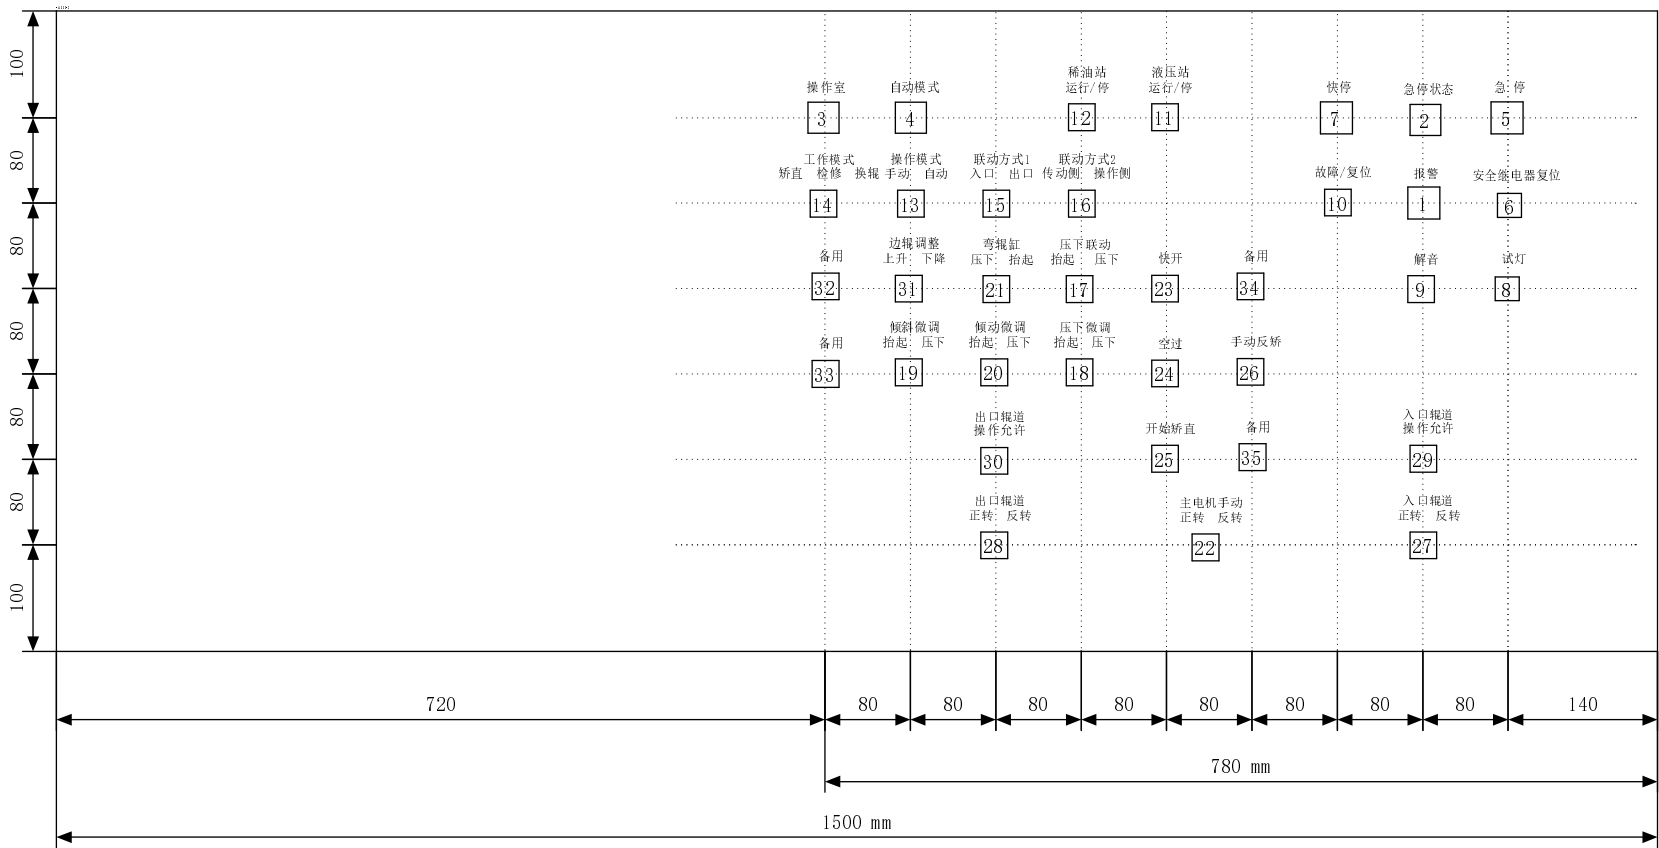 稀油站 液压站
操作室 自动模式 运行/停 运行/停 快停 急停状态 急 停
3 4 12 11 7 2 5
工作模式 操作模式 联动方式1 联动方式2
矫直 检修 换辊 手动 自动 入口 出口 传动侧 操作侧 故障/复位 报警 安全继电器复位
14 13 15 16 10 1 6
备用 边辊调整 弯辊缸 压下联动
上升 下降 压下 抬起 抬起 压下 快开 备用 解音 试灯
32 31 21 17 23 34 9 8
倾斜微调 倾动微调 压下微调
备用 抬起 压下 抬起 压下 抬起 压下 空过 手动反矫
33 19 20 18 24 26
出口辊道 入口辊道
操作允许 开始矫直 备用 操作允许
30 25 35 29
出口辊道 主电机手动 入口辊道
正转 反转 正转 反转 正转 反转
28 22 27
100
80
80
80
80
80
100
720 80 80 80 80 80 80 80 80 140
780 mm
1500 mm